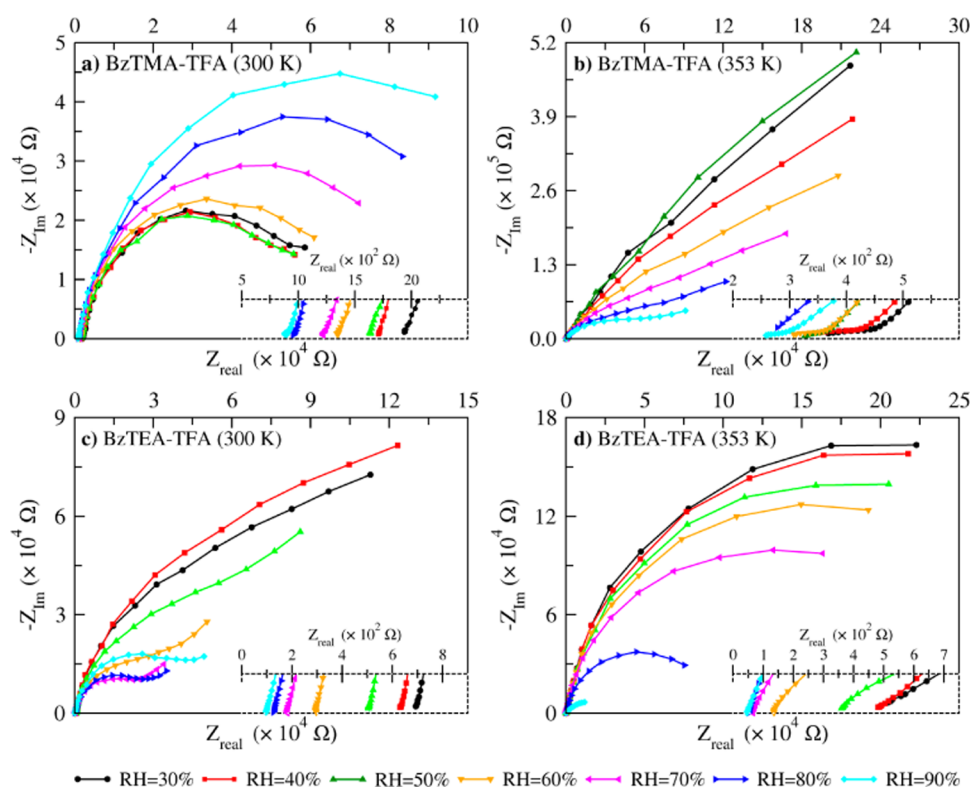 0 2 4 6 8 10
0 6 12 18 24 30
5
4
3
2
1
0
a) BzTMA-TFA (300 K)
-Z_Im (× 10^4 Ω)
Z_real (× 10^2 Ω)
10 15 20
Z_real (× 10^4 Ω)
5.2
3.9
2.6
1.3
0.0
b) BzTMA-TFA (353 K)
-Z_Im (× 10^5 Ω)
Z_real (× 10^2 Ω)
2 3 4 5
Z_real (× 10^4 Ω)
0 3 6 9 12 15
0 5 10 15 20 25
9
6
3
0
c) BzTEA-TFA (300 K)
-Z_Im (× 10^4 Ω)
Z_real (× 10^2 Ω)
0 2 4 6 8
Z_real (× 10^4 Ω)
18
12
6
0
d) BzTEA-TFA (353 K)
-Z_Im (× 10^4 Ω)
Z_real (× 10^2 Ω)
0 1 2 3 4 5 6 7
Z_real (× 10^4 Ω)
RH=30% RH=40% RH=50% RH=60% RH=70% RH=80% RH=90%